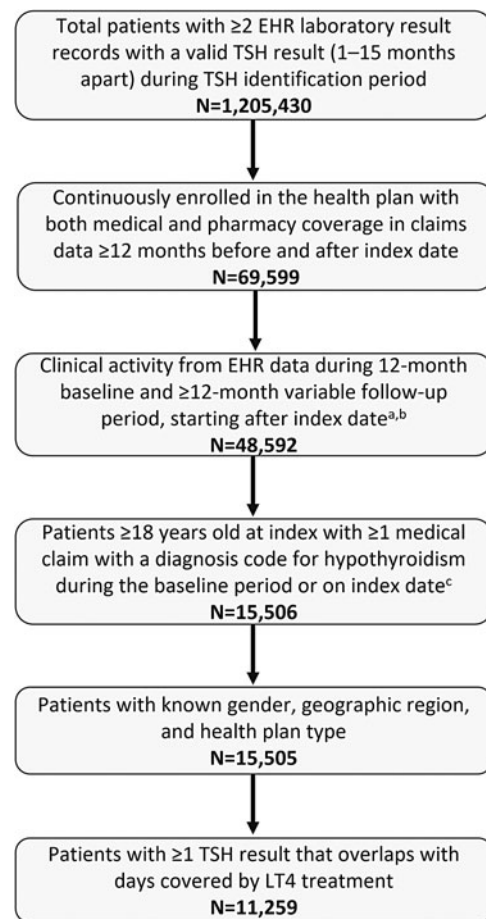 Total patients with ≥2 EHR laboratory result
records with a valid TSH result (1–15 months
apart) during TSH identification period
N=1,205,430
Continuously enrolled in the health plan with
both medical and pharmacy coverage in claims
data ≥12 months before and after index date
N=69,599
Clinical activity from EHR data during 12-month
baseline and ≥12-month variable follow-up
period, starting after index dateᵃ,ᵇ
N=48,592
Patients ≥18 years old at index with ≥1 medical
claim with a diagnosis code for hypothyroidism
during the baseline period or on index dateᶜ
N=15,506
Patients with known gender, geographic region,
and health plan type
N=15,505
Patients with ≥1 TSH result that overlaps with
days covered by LT4 treatment
N=11,259